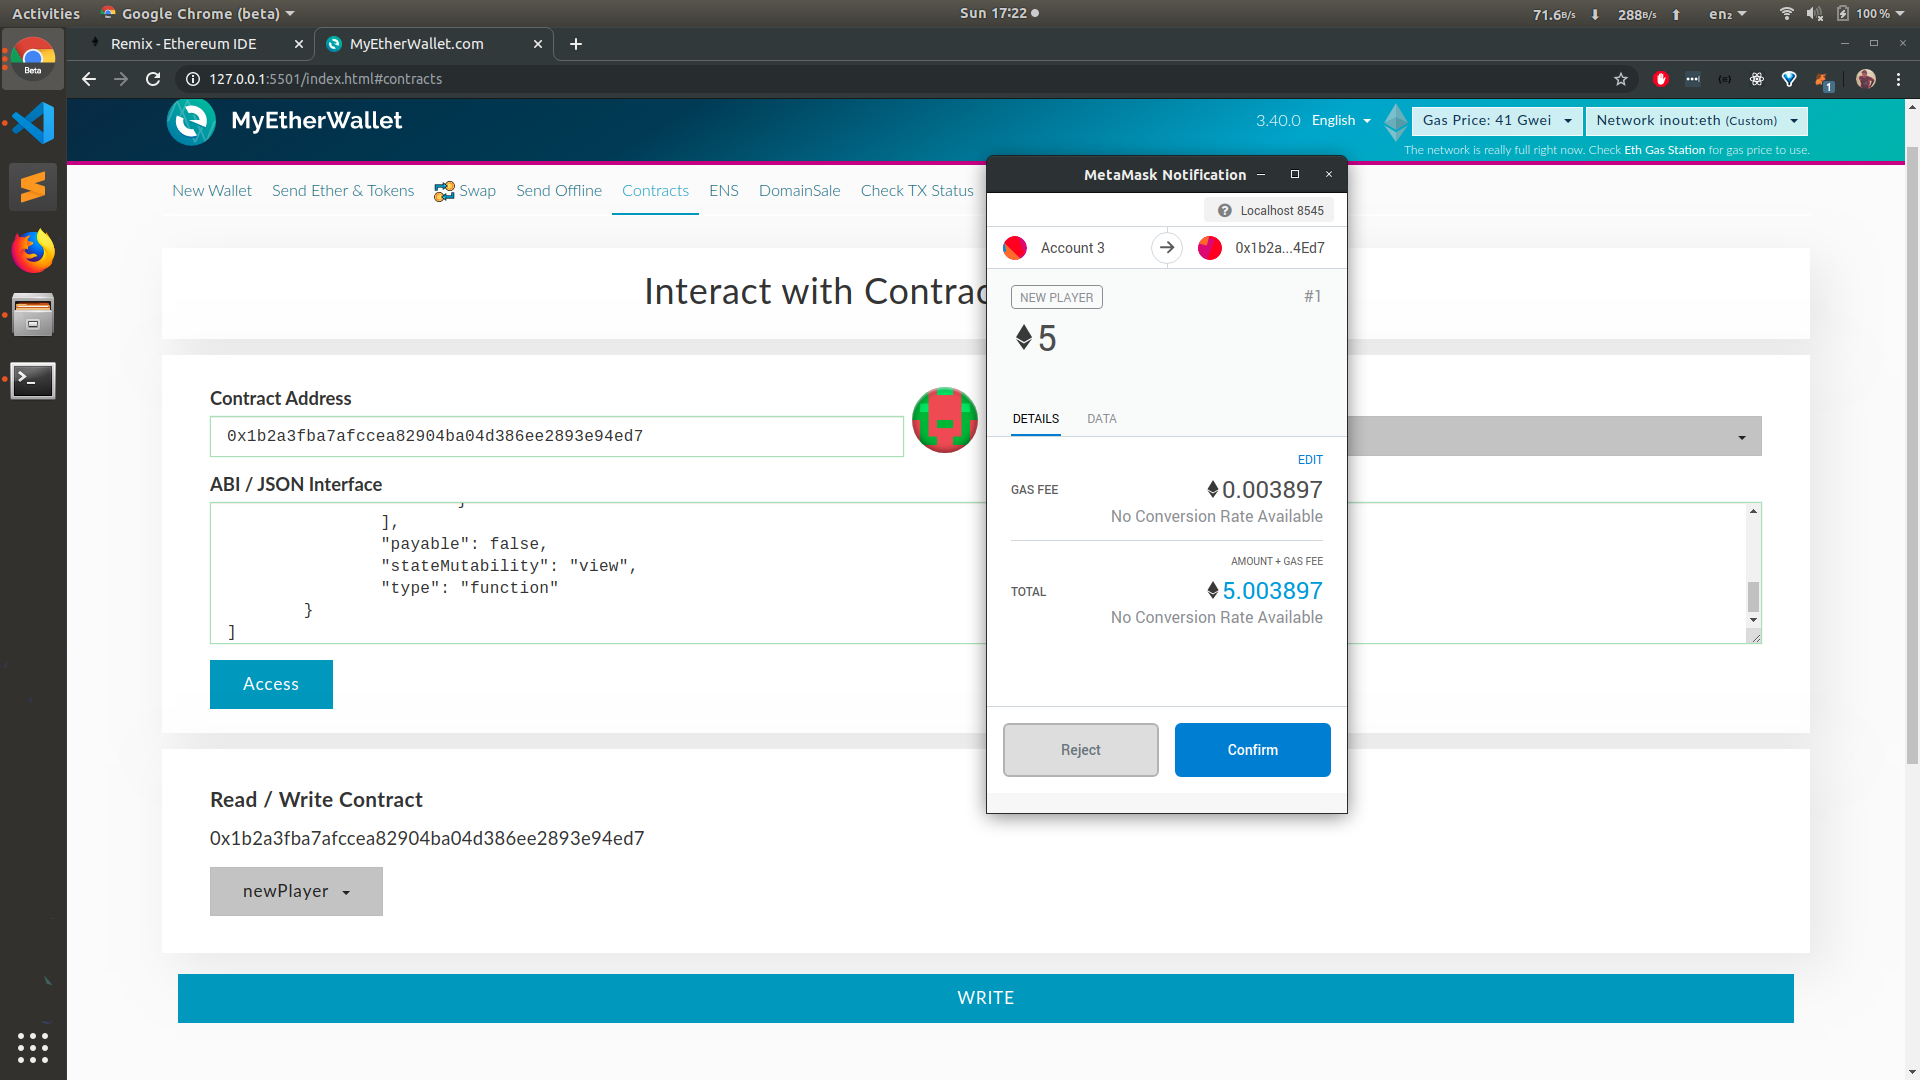 Activities Google Chrome (beta) Sun 17:22 71.6B/s 288B/s en₂ 100 %
Beta
Remix - Ethereum IDE MyEtherWallet.com
127.0.0.1:5501/index.html#contracts
1
MyEtherWallet 3.40.0 English Gas Price: 41 Gwei Network inout:eth (Custom)
The network is really full right now. Check Eth Gas Station for gas price to use.
New Wallet Send Ether & Tokens Swap Send Offline Contracts ENS DomainSale Check TX Status
Interact with Contrac
Contract Address
0x1b2a3fba7afccea82904ba04d386ee2893e94ed7
ABI / JSON Interface
}
],
"payable": false,
"stateMutability": "view",
"type": "function"
}
]
Access
Read / Write Contract
0x1b2a3fba7afccea82904ba04d386ee2893e94ed7
newPlayer
WRITE
MetaMask Notification
Localhost 8545
Account 3 0x1b2a...4Ed7
NEW PLAYER #1
5
DETAILS DATA
EDIT
GAS FEE 0.003897
No Conversion Rate Available
AMOUNT + GAS FEE
TOTAL 5.003897
No Conversion Rate Available
Reject Confirm